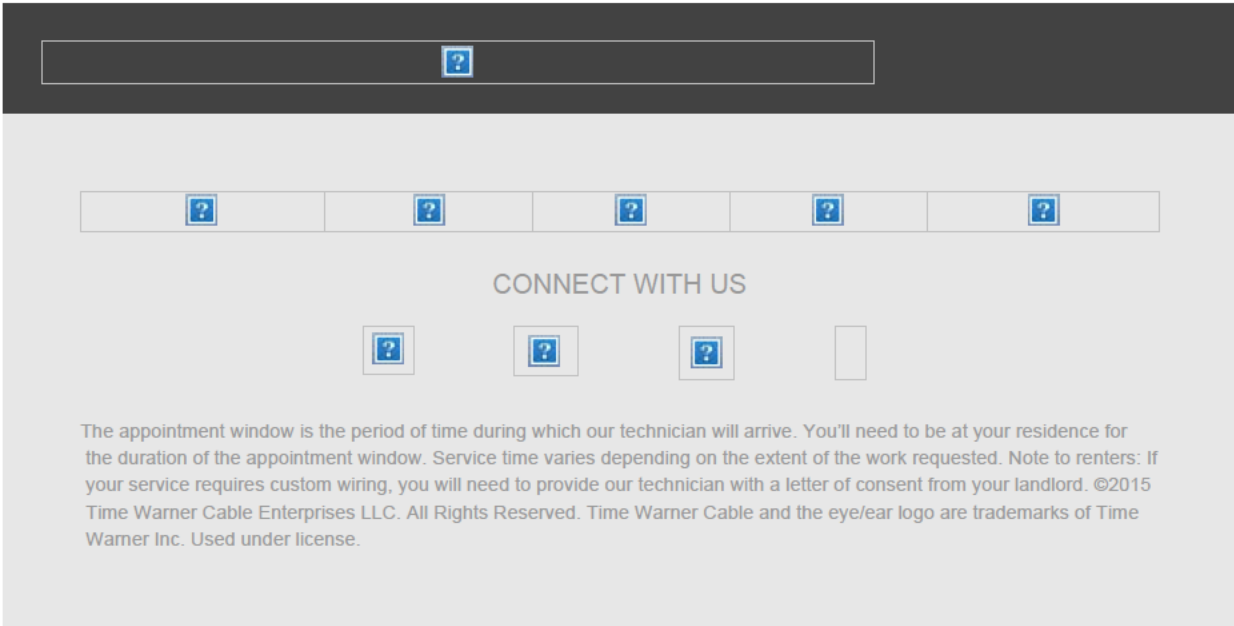 CONNECT WITH US
The appointment window is the period of time during which our technician will arrive. You'll need to be at your residence for
the duration of the appointment window. Service time varies depending on the extent of the work requested. Note to renters: If
your service requires custom wiring, you will need to provide our technician with a letter of consent from your landlord. ©2015
Time Warner Cable Enterprises LLC. All Rights Reserved. Time Warner Cable and the eye/ear logo are trademarks of Time
Warner Inc. Used under license.